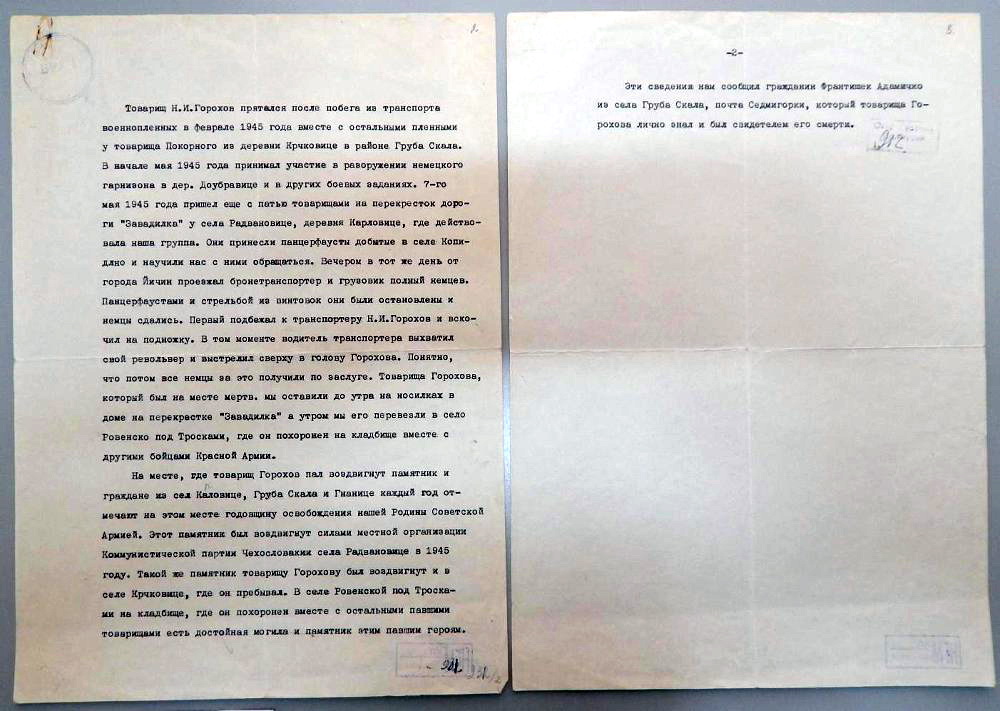 2.
Товарищ Н.И.Горохов прятался после побега из транспорта
военнопленных в феврале 1945 года вместе с остальными пленными
у товарища Покорного из деревни Крчковице в районе Груба Скала.
В начале мая 1945 года принимал участие в разоружении немецкого
гарнизона в дер. Доубравице и в других боевых заданиях. 7-го
мая 1945 года пришел еще с патью товарищами на перекресток доро-
ги "Завадилка" у села Радвановице, деревня Карловице, где действо-
вала наша группа. Они принесли панцерфаусты добытые в селе Копи-
длно и научили нас с ними обращаться. Вечером в тот же день от
города Йичин проезжал бронетранспортер и грузовик полный немцев.
Панцерфаустами и стрельбой из винтовок они были остановлены и
немцы сдались. Первый подбежал к транспортеру Н.И.Горохов и вско-
чил на подножку. В том моменте водитель транспортера выхватил
свой револьвер и выстрелил сверху в голову Горохова. Понятно,
что потом все немцы за это получили по заслуге. Товарища Горохова,
который был на месте мертв. мы оставили до утра на носилках в
доме на перекрастке "Завадилка" а утром мы его перевезли в село
Ровенско под Тросками, где он похоронен на кладбище вместе с
другими бойцами Красной Армии.
На месте, где товарищ Горохов пал воздвигнут памятник и
граждане из сел Каловице, Груба Скала и Гнанице каждый год от-
мечают на этом месте годовщину освобождения нашей Родины Советской
Армией. Этот памятник был воздвигнут силами местной организации
Коммунистической партии Чехословакии села Радвановице в 1945
году. Такой же памятник товарищу Горохову был воздвигнут и в
селе Крчковице, где он пребывал. В селе Ровенской под Троска-
ми на кладбище, где он похоронен вместе с остальными павшими
товарищами есть достойная могила и памятник этим павшим героям.
-2-
Эти сведения нам сообщил гражданин Франтишек Адамичко
из села Груба Скала, почта Седмигорки, который товарища Го-
рохова лично знал и был свидетелем его смерти.
902